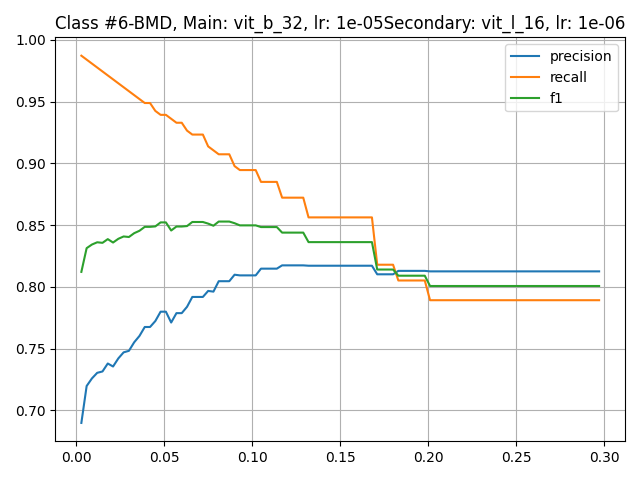 Class #6-BMD, Main: vit_b_32, lr: 1e-05Secondary: vit_l_16, lr: 1e-06
1.00
0.95
0.90
0.85
0.80
0.75
0.70
precision
recall
f1
0.00 0.05 0.10 0.15 0.20 0.25 0.30